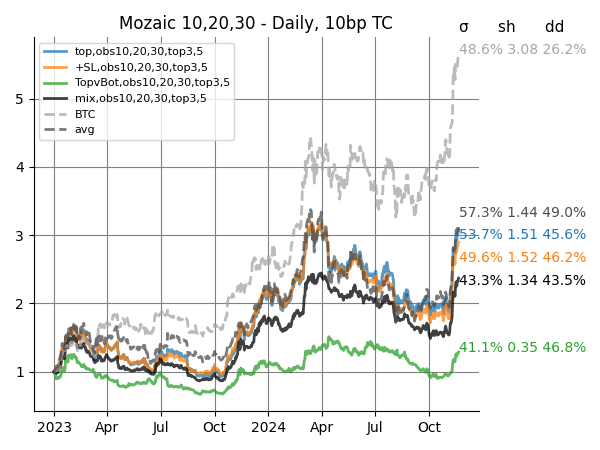 Mozaic 10,20,30 - Daily, 10bp TC
σ sh dd
top,obs10,20,30,top3,5
+SL,obs10,20,30,top3,5
TopvBot,obs10,20,30,top3,5
mix,obs10,20,30,top3,5
BTC
avg
48.6% 3.08 26.2%
57.3% 1.44 49.0%
53.7% 1.51 45.6%
49.6% 1.52 46.2%
43.3% 1.34 43.5%
41.1% 0.35 46.8%
5
4
3
2
1
2023 Apr Jul Oct 2024 Apr Jul Oct